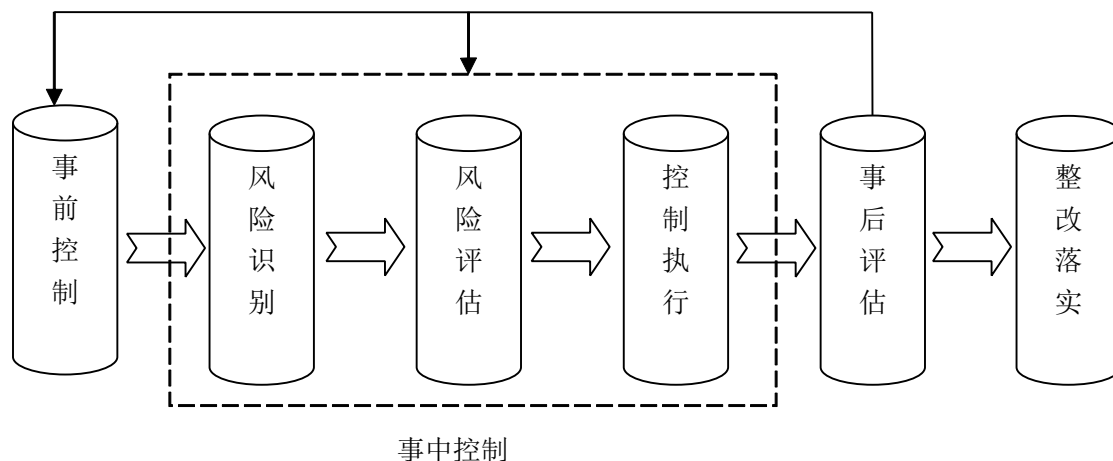 事前控制
风险识别
风险评估
控制执行
事后评估
整改落实
事中控制